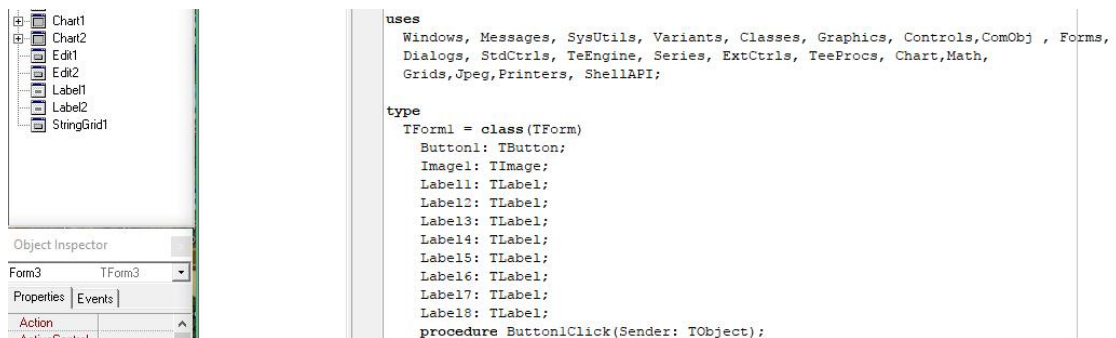 Chart1
Chart2
Edit1
Edit2
Label1
Label2
StringGrid1
Object Inspector
Form3 TForm3
Properties Events
Action
uses
Windows, Messages, SysUtils, Variants, Classes, Graphics, Controls,ComObj , Forms,
Dialogs, StdCtrls, TeEngine, Series, ExtCtrls, TeeProcs, Chart,Math,
Grids,Jpeg,Printers, ShellAPI;
type
TForm1 = class(TForm)
Button1: TButton;
Image1: TImage;
Label1: TLabel;
Label2: TLabel;
Label3: TLabel;
Label4: TLabel;
Label5: TLabel;
Label6: TLabel;
Label7: TLabel;
Label8: TLabel;
procedure Button1Click(Sender: TObject);